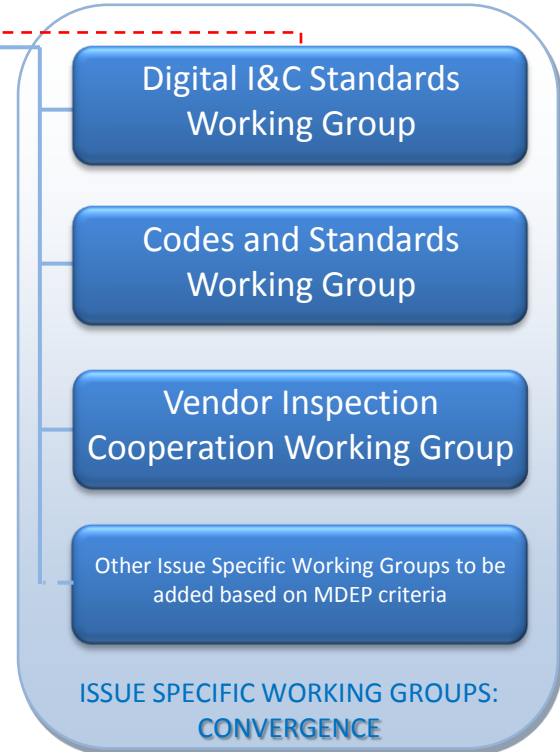 Digital I&C Standards
Working Group
Codes and Standards
Working Group
Vendor Inspection
Cooperation Working Group
Other Issue Specific Working Groups to be
added based on MDEP criteria
ISSUE SPECIFIC WORKING GROUPS:
CONVERGENCE